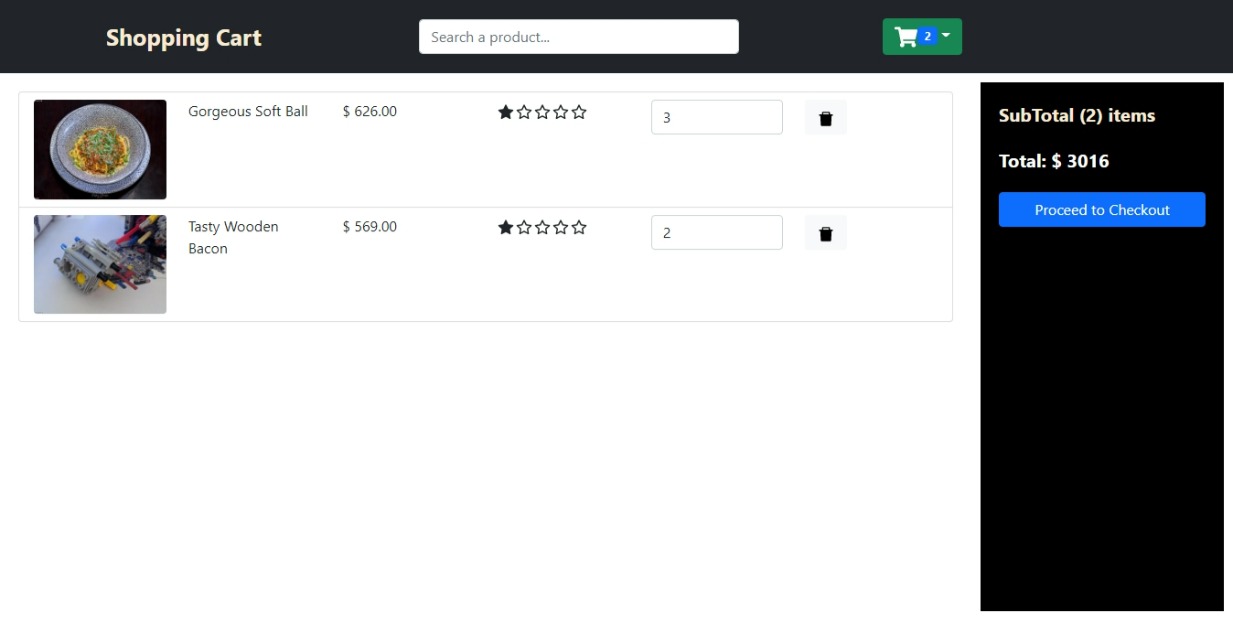 Shopping Cart
Search a product...
2
Gorgeous Soft Ball
$ 626.00
3
Tasty Wooden
Bacon
$ 569.00
2
SubTotal (2) items
Total: $ 3016
Proceed to Checkout